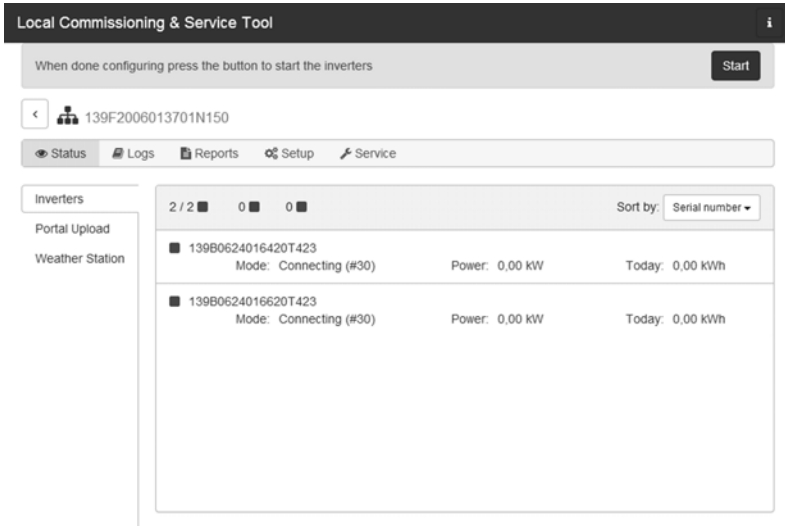 Local Commissioning & Service Tool i
When done configuring press the button to start the inverters Start
139F2006013701N150
Status Logs Reports Setup Service
Inverters
Portal Upload
Weather Station
2 / 2 0 0 Sort by: Serial number
139B0624016420T423
Mode: Connecting (#30) Power: 0,00 kW Today: 0,00 kWh
139B0624016620T423
Mode: Connecting (#30) Power: 0,00 kW Today: 0,00 kWh